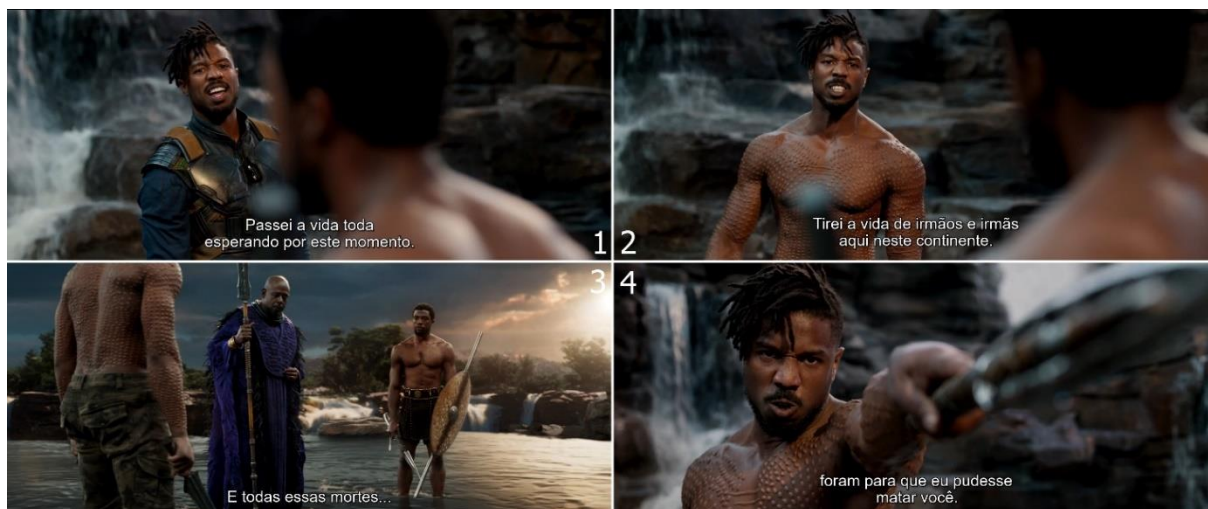 Passei a vida toda
esperando por este momento.
1
2
Tirei a vida de irmãos e irmãs
aqui neste continente.
3
E todas essas mortes...
4
foram para que eu pudesse
matar você.